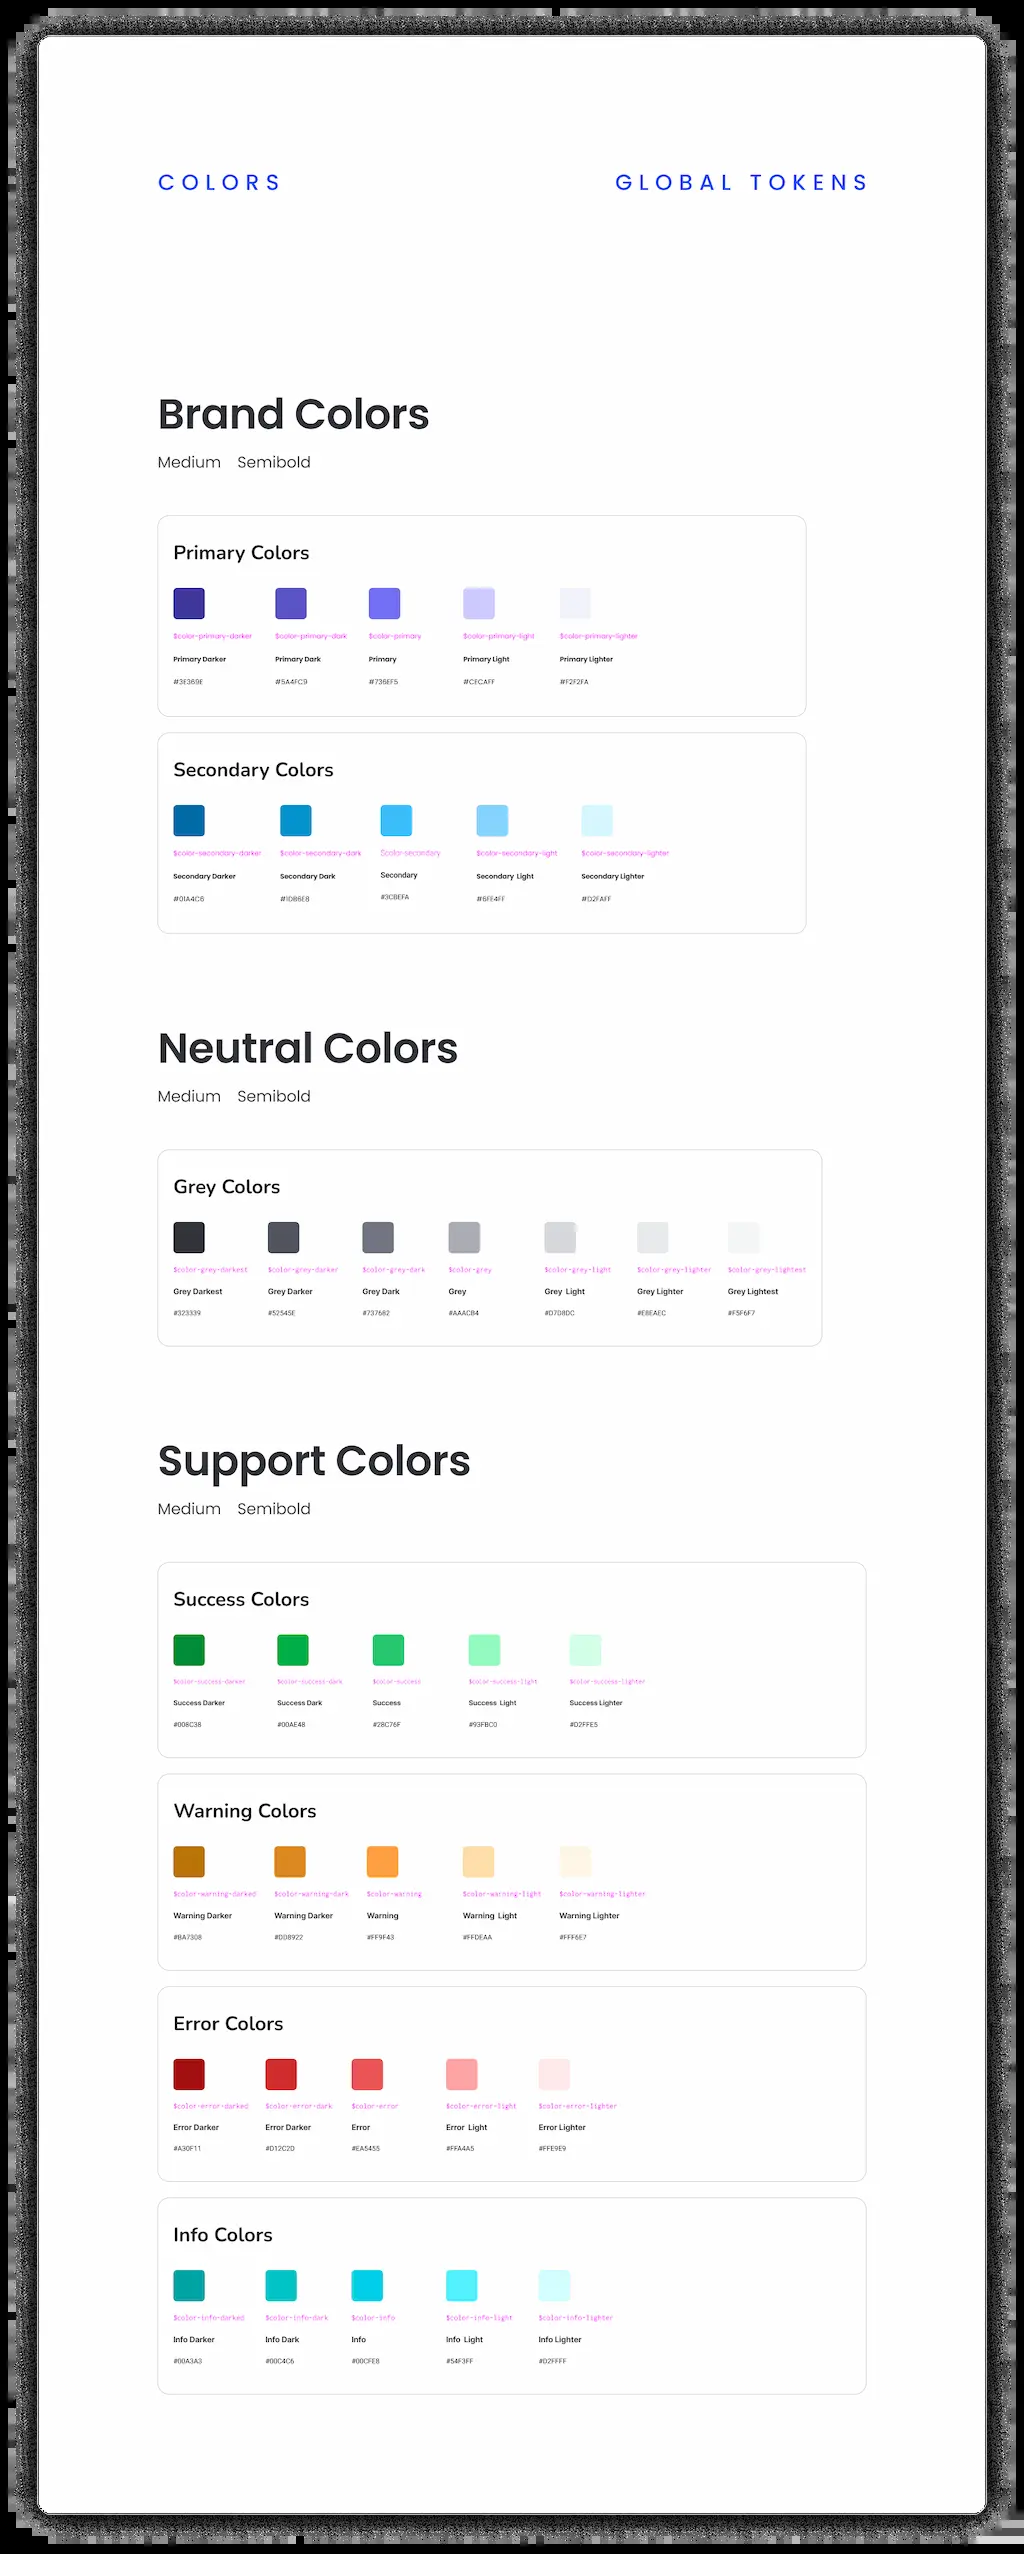 COLORS GLOBAL TOKENS
Brand Colors
Medium Semibold
Primary Colors
$color-primary-darker $color-primary-dark $color-primary $color-primary-light $color-primary-lighter
Primary Darker Primary Dark Primary Primary Light Primary Lighter
#3E369E #5A4FC9 #736EF5 #CECAFF #F2F2FA
Secondary Colors
$color-secondary-darker $color-secondary-dark $color-secondary $color-secondary-light $color-secondary-lighter
Secondary Darker Secondary Dark Secondary Secondary Light Secondary Lighter
#01A4C6 #1D86E8 #3CBEFA #6FE4FF #D2FAFF
Neutral Colors
Medium Semibold
Grey Colors
$color-grey-darkest $color-grey-darker $color-grey-dark $color-grey $color-grey-light $color-grey-lighter $color-grey-lightest
Grey Darkest Grey Darker Grey Dark Grey Grey Light Grey Lighter Grey Lightest
#323339 #52545E #737682 #AAACB4 #D7D8DC #E8EAEC #F5F6F7
Support Colors
Medium Semibold
Success Colors
$color-success-darker $color-success-dark $color-success $color-success-light $color-success-lighter
Success Darker Success Dark Success Success Light Success Lighter
#008C38 #00AE48 #28C76F #93FBC0 #D2FFE5
Warning Colors
$color-warning-darked $color-warning-dark $color-warning $color-warning-light $color-warning-lighter
Warning Darker Warning Darker Warning Warning Light Warning Lighter
#BA7308 #DD8922 #FF9F43 #FFDEAA #FFF6E7
Error Colors
$color-error-darked $color-error-dark $color-error $color-error-light $color-error-lighter
Error Darker Error Darker Error Error Light Error Lighter
#A30F11 #D12C2D #EA5455 #FFA4A5 #FFE9E9
Info Colors
$color-info-darked $color-info-dark $color-info $color-info-light $color-info-lighter
Info Darker Info Dark Info Info Light Info Lighter
#00A3A3 #00C4C6 #00CFE8 #54F3FF #D2FFFF